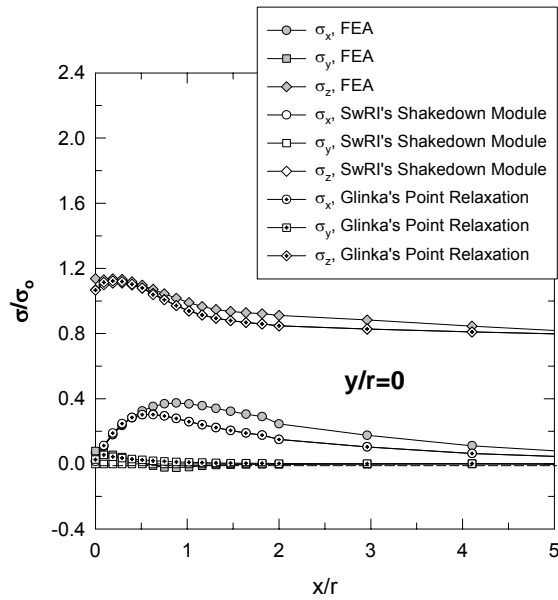 σx, FEA
σy, FEA
σz, FEA
σx, SwRI's Shakedown Module
σy, SwRI's Shakedown Module
σz, SwRI's Shakedown Module
σx, Glinka's Point Relaxation
σy, Glinka's Point Relaxation
σz, Glinka's Point Relaxation
2.4
2.0
1.6
1.2
0.8
0.4
0.0
-0.4
σ/σo
y/r=0
0 1 2 3 4 5
x/r